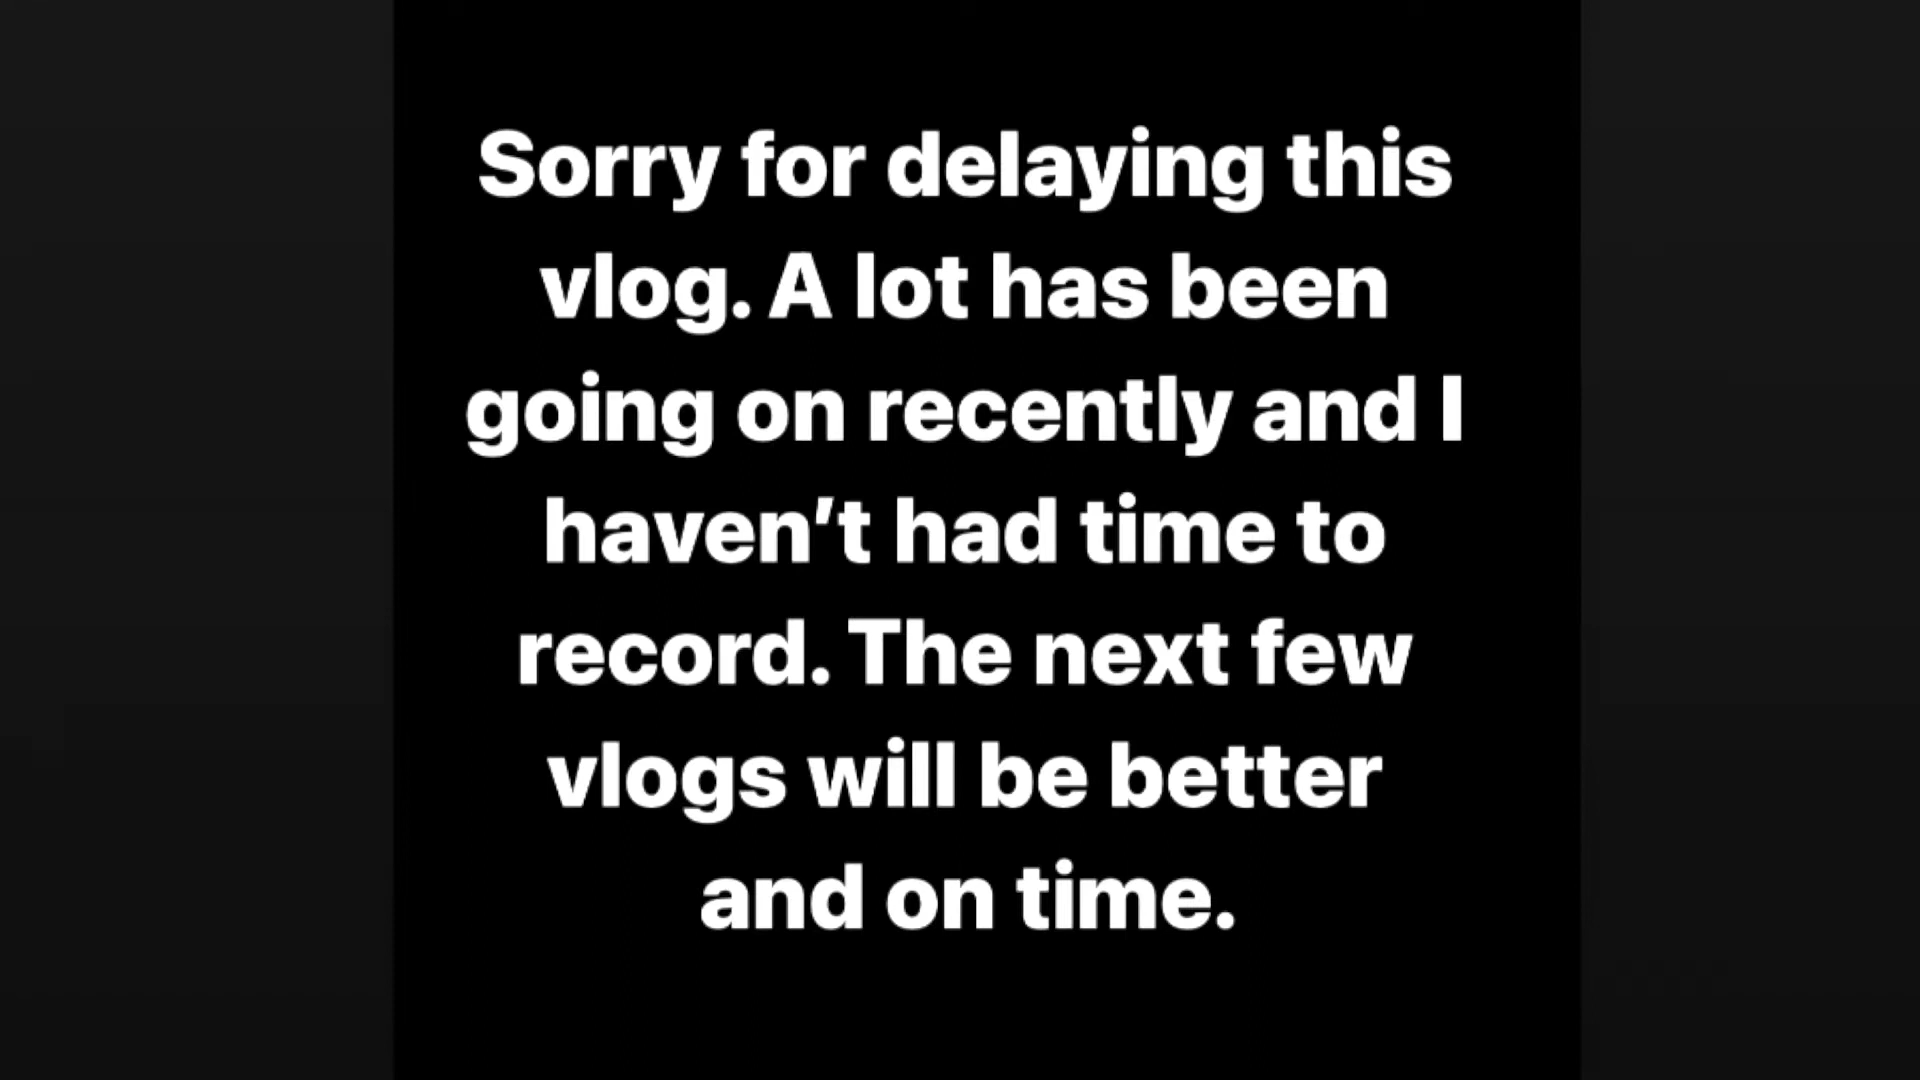 Sorry for delaying this
vlog. A lot has been
going on recently and I
haven’t had time to
record. The next few
vlogs will be better
and on time.